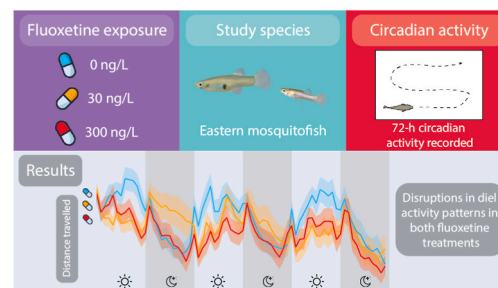 Fluoxetine exposure
0 ng/L
30 ng/L
300 ng/L
Study species
Eastern mosquitofish
Circadian activity
72-h circadian
activity recorded
Results
Distance travelled
Disruptions in diel
activity patterns in
both fluoxetine
treatments